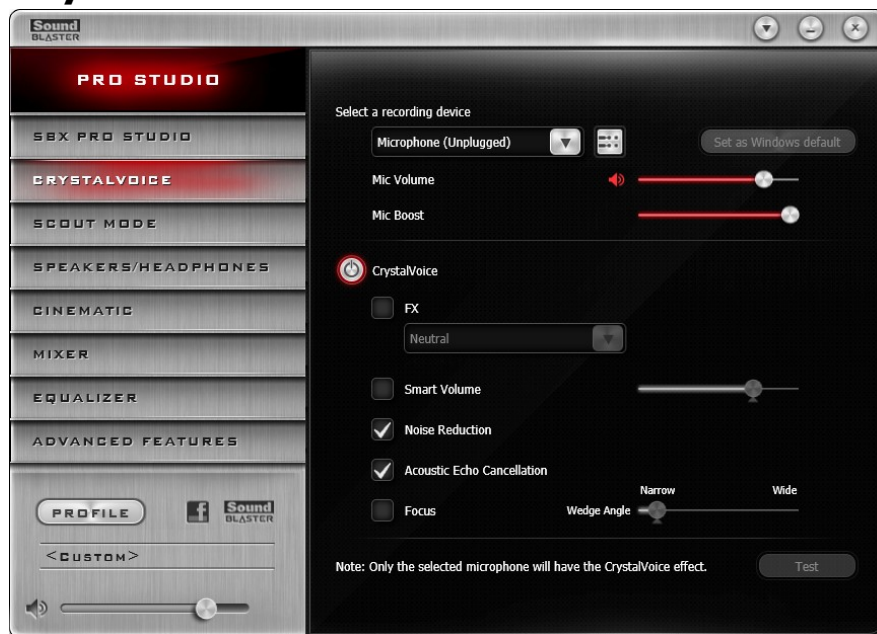 Sound
BLASTER
PRO STUDIO
SBX PRO STUDIO
CRYSTALVOICE
SCOUT MODE
SPEAKERS/HEADPHONES
CINEMATIC
MIXER
EQUALIZER
ADVANCED FEATURES
PROFILE
f
Sound
BLASTER
<CUSTOM>
Select a recording device
Microphone (Unplugged)
Set as Windows default
Mic Volume
Mic Boost
CrystalVoice
FX
Neutral
Smart Volume
Noise Reduction
Acoustic Echo Cancellation
Narrow Wide
Focus Wedge Angle
Note: Only the selected microphone will have the CrystalVoice effect.
Test